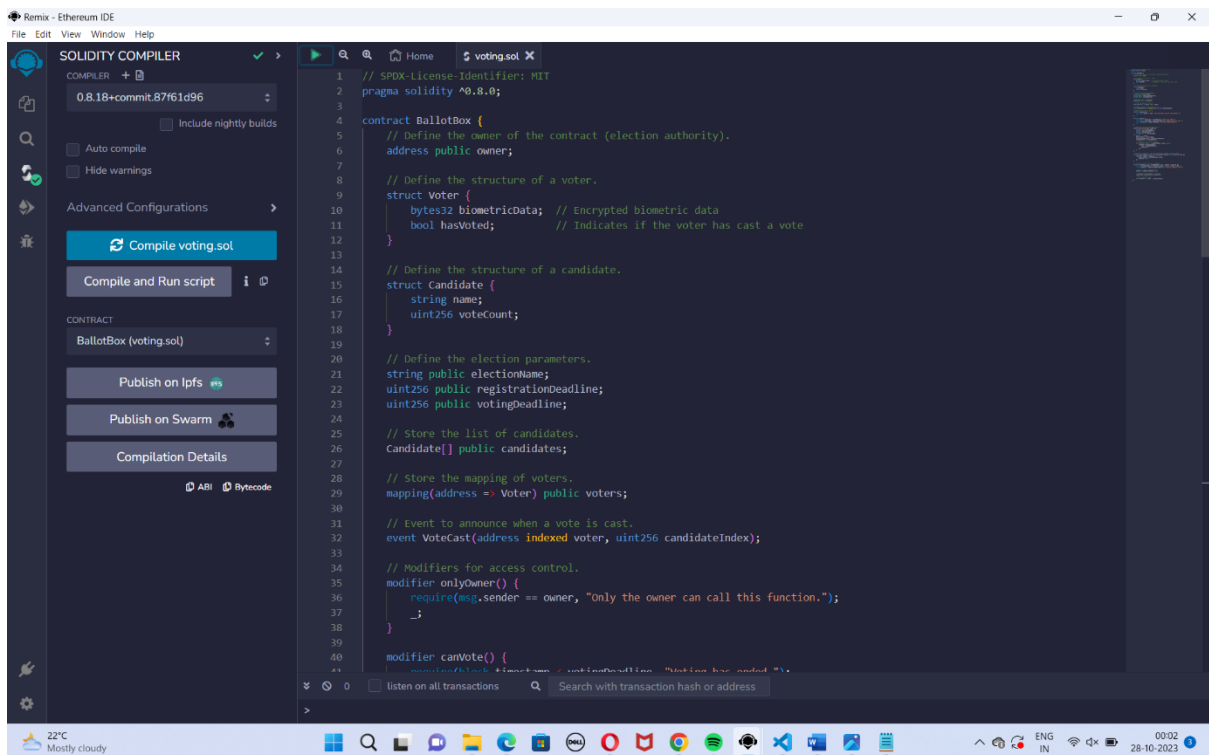 Remix - Ethereum IDE
File Edit View Window Help
SOLIDITY COMPILER
COMPILER
0.8.18+commit.87f61d96
Include nightly builds
Auto compile
Hide warnings
Advanced Configurations
Compile voting.sol
Compile and Run script
CONTRACT
BallotBox (voting.sol)
Publish on Ipfs
IPFS
Publish on Swarm
Compilation Details
ABI Bytecode
Home voting.sol
1 // SPDX-License-Identifier: MIT
2 pragma solidity ^0.8.0;
3
4 contract BallotBox {
5 // Define the owner of the contract (election authority).
6 address public owner;
7
8 // Define the structure of a voter.
9 struct Voter {
10 bytes32 biometricData; // Encrypted biometric data
11 bool hasVoted; // Indicates if the voter has cast a vote
12 }
13
14 // Define the structure of a candidate.
15 struct Candidate {
16 string name;
17 uint256 voteCount;
18 }
19
20 // Define the election parameters.
21 string public electionName;
22 uint256 public registrationDeadline;
23 uint256 public votingDeadline;
24
25 // Store the list of candidates.
26 Candidate[] public candidates;
27
28 // Store the mapping of voters.
29 mapping(address => Voter) public voters;
30
31 // Event to announce when a vote is cast.
32 event VoteCast(address indexed voter, uint256 candidateIndex);
33
34 // Modifiers for access control.
35 modifier onlyOwner() {
36 require(msg.sender == owner, "Only the owner can call this function.");
37 _;
38 }
39
40 modifier canVote() {
41 require(block.timestamp < votingDeadline, "Voting has ended.");
0 listen on all transactions Search with transaction hash or address
>
22°C
Mostly cloudy
DELL
ENG
IN
00:02
28-10-2023
3